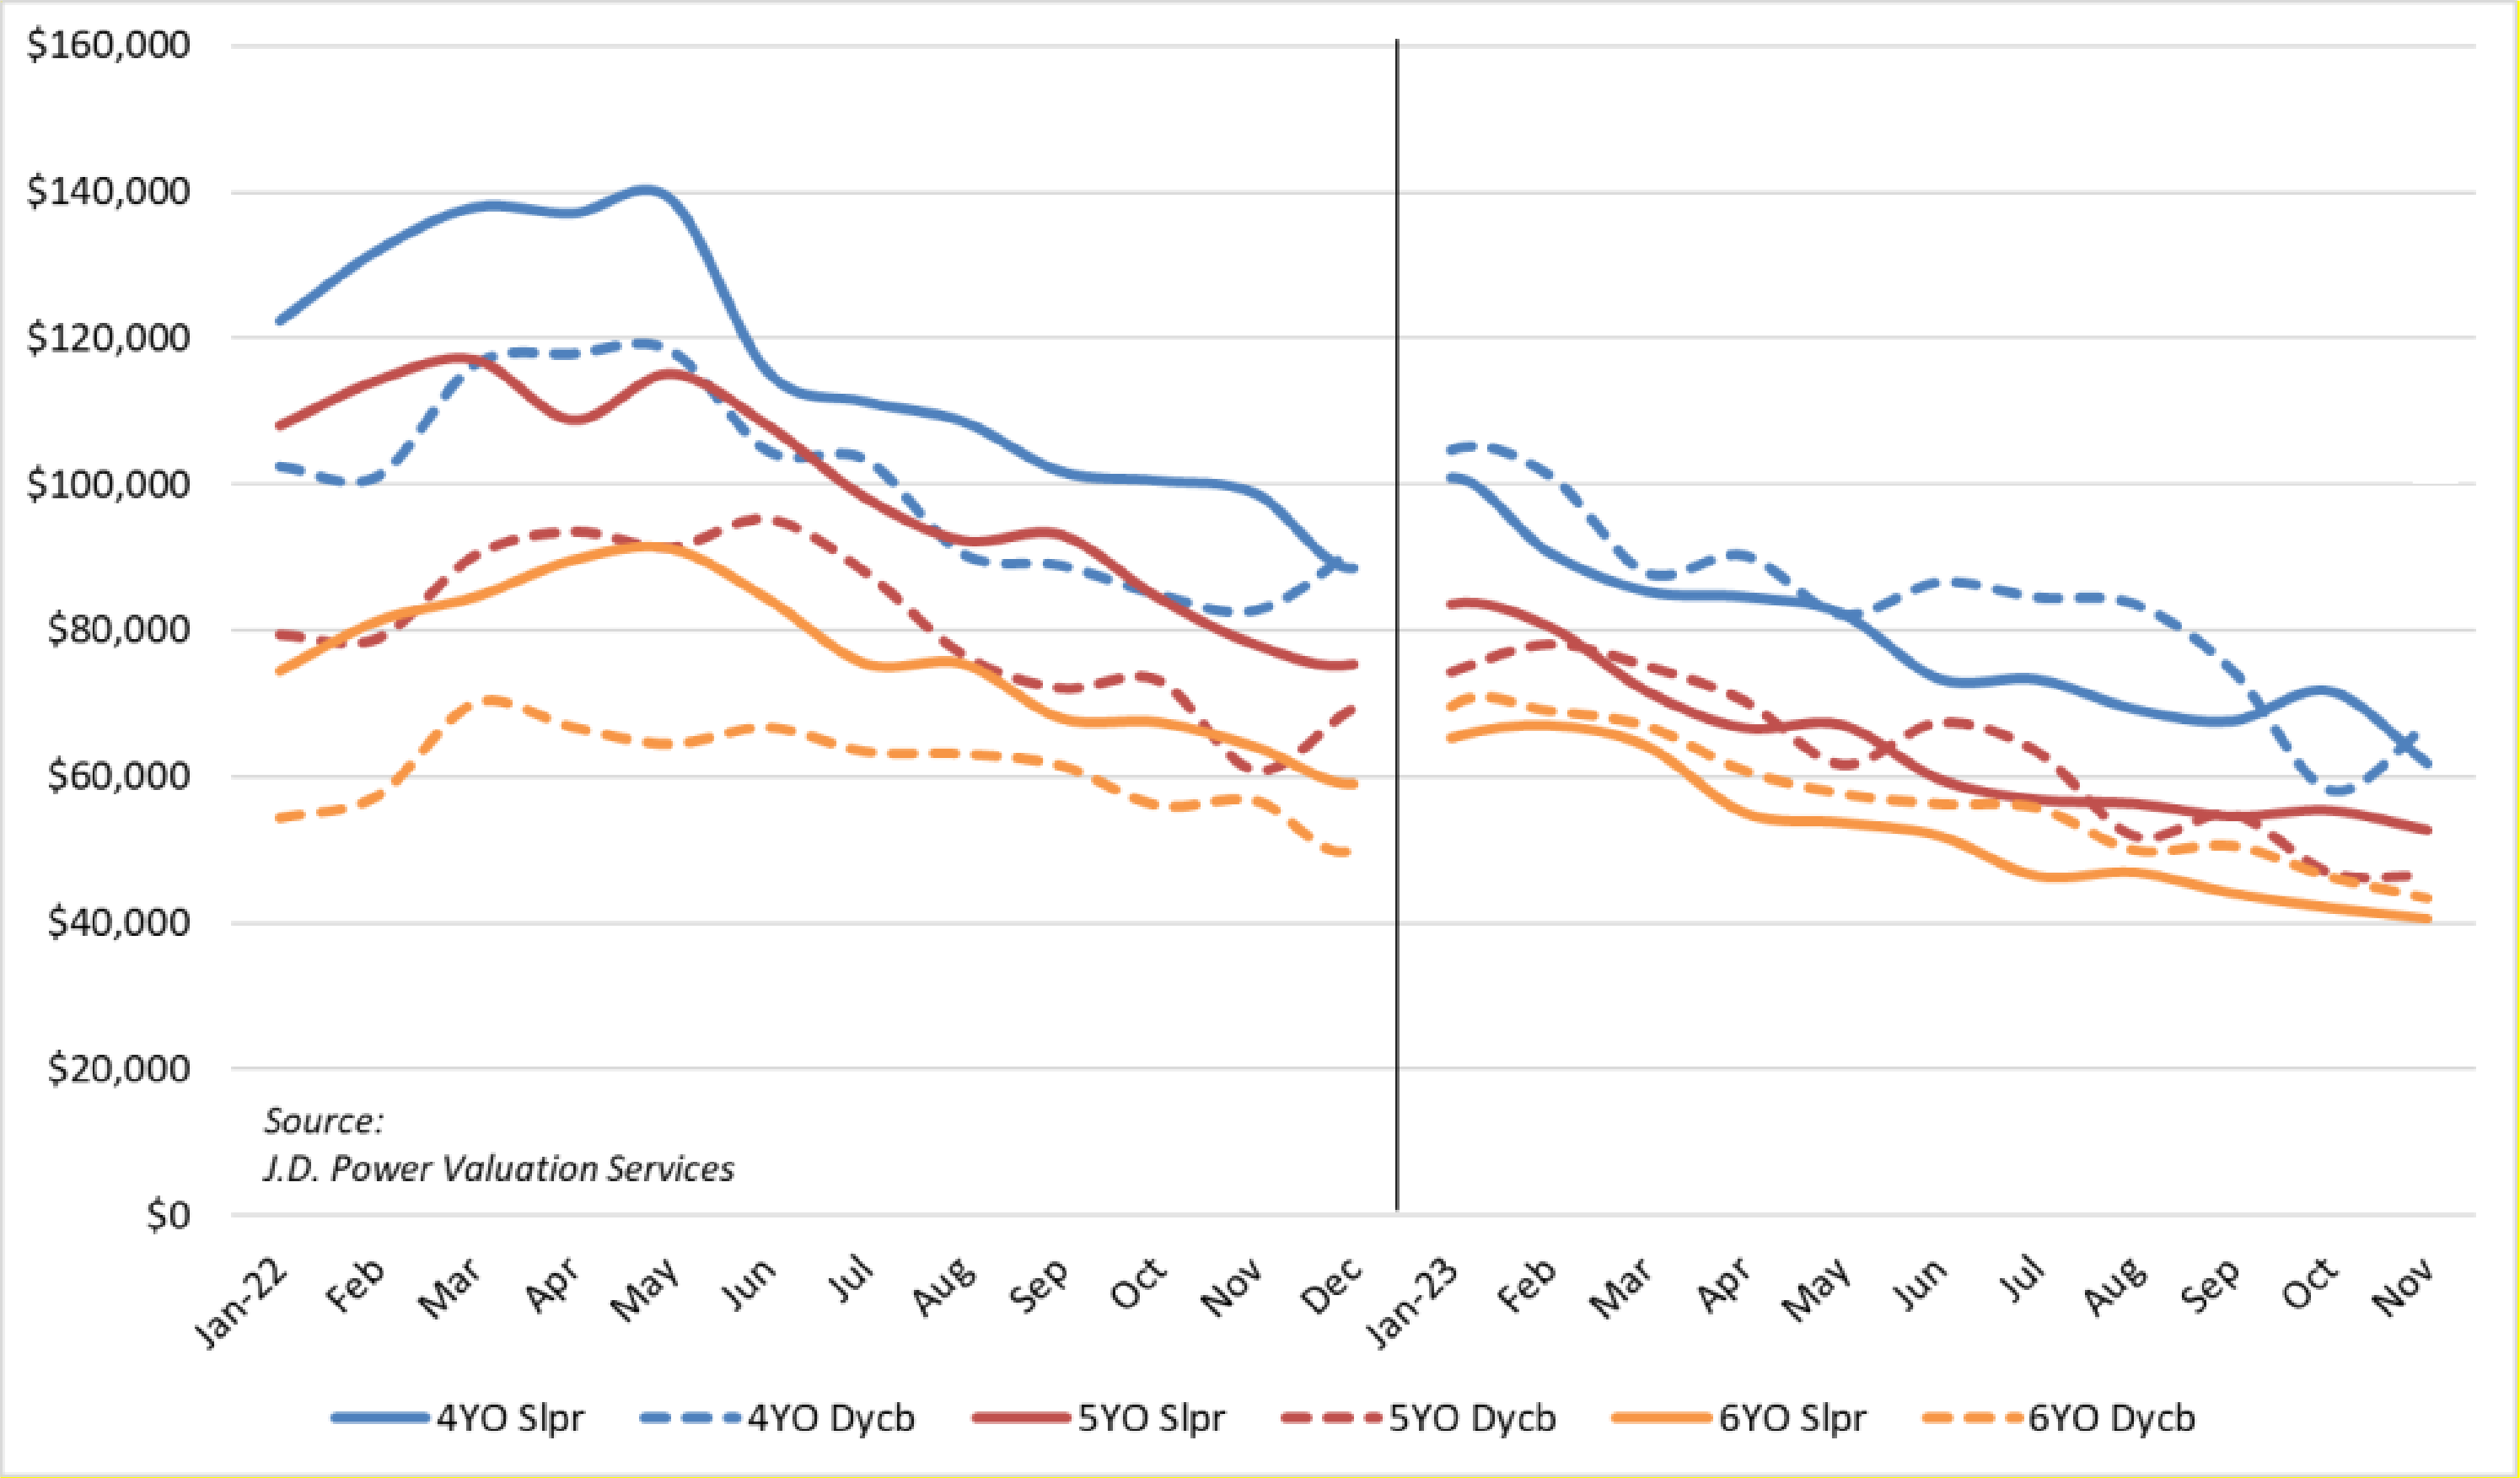 $160,000
$140,000
$120,000
$100,000
$80,000
$60,000
$40,000
$20,000
$0
Source:
J.D. Power Valuation Services
Jan-22 Feb Mar Apr May Jun Jul Aug Sep Oct Nov Dec Jan-23 Feb Mar Apr May Jun Jul Aug Sep Oct Nov
4YO Slpr 4YO Dycb 5YO Slpr 5YO Dycb 6YO Slpr 6YO Dycb